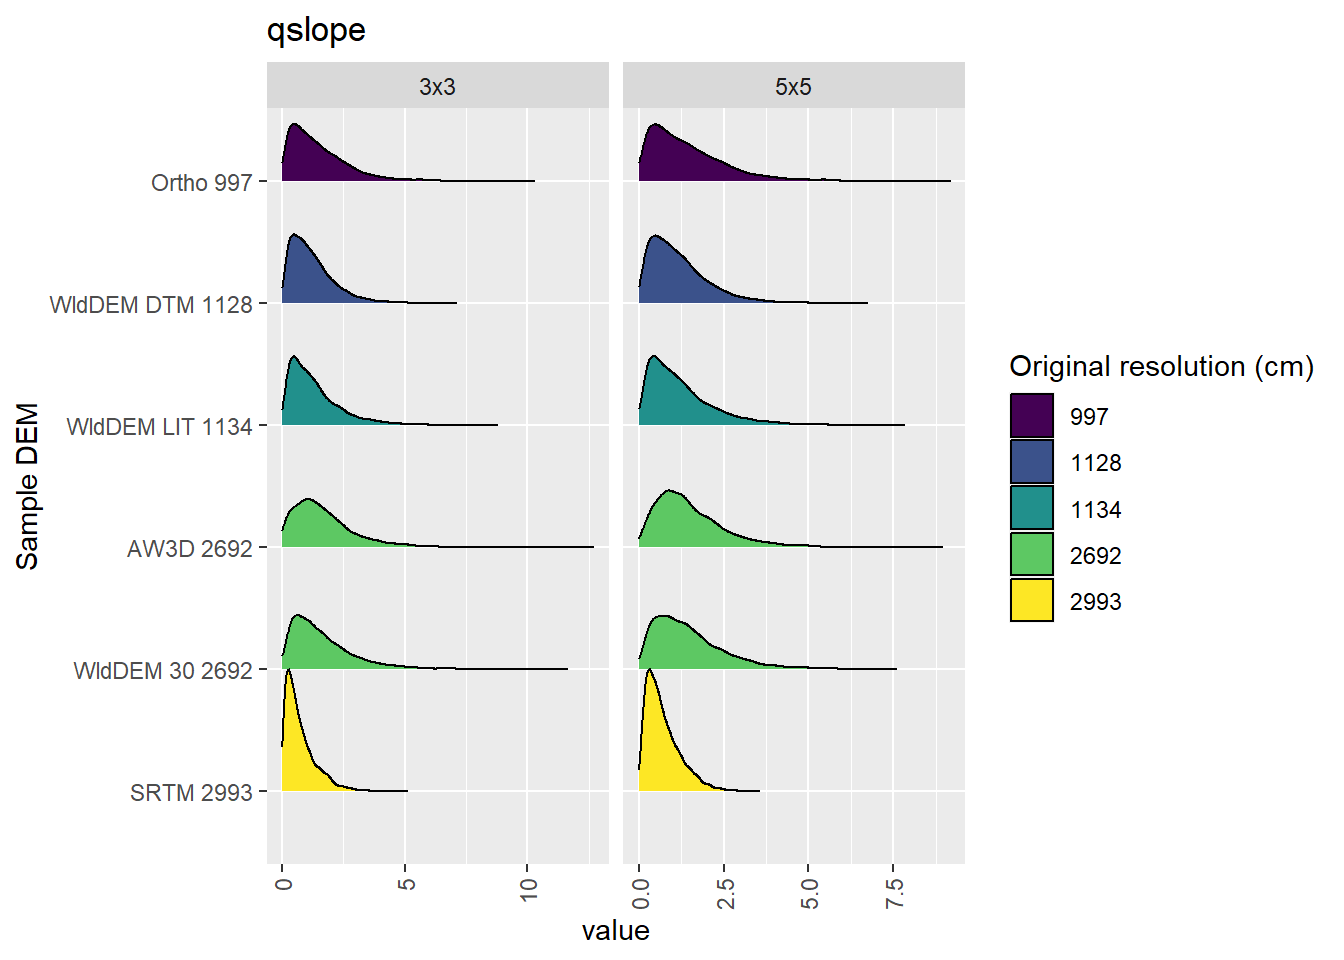 qslope
3x3
5x5
Sample DEM
Ortho 997
WldDEM DTM 1128
WldDEM LIT 1134
AW3D 2692
WldDEM 30 2692
SRTM 2993
0
5
10
0.0
2.5
5.0
7.5
value
Original resolution (cm)
997
1128
1134
2692
2993